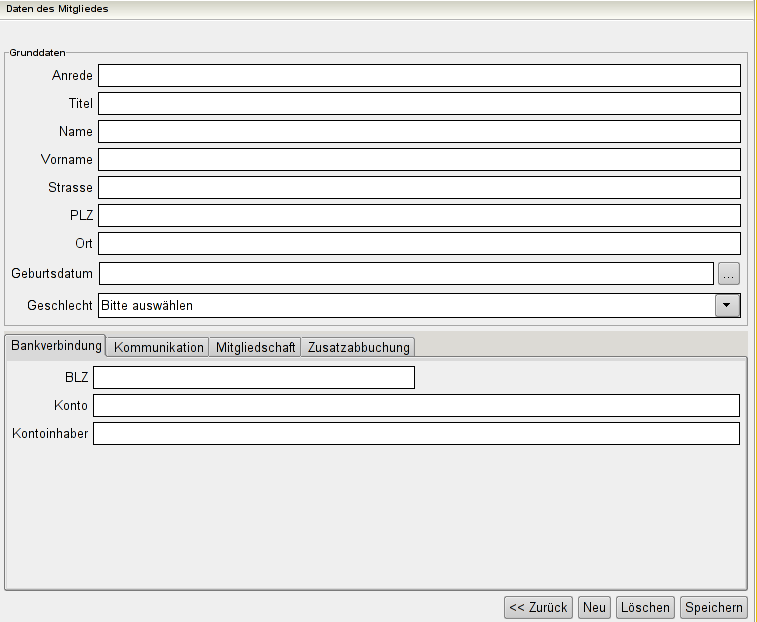 Daten des Mitgliedes
Grunddaten
Anrede
Titel
Name
Vorname
Strasse
PLZ
Ort
Geburtsdatum ...
Geschlecht Bitte auswählen
Bankverbindung Kommunikation Mitgliedschaft Zusatzabbuchung
BLZ
Konto
Kontoinhaber
<< Zurück Neu Löschen Speichern